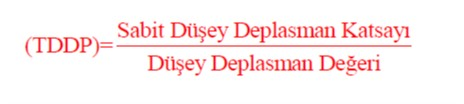 Sabit Düşey Deplasman Katsayı
(TDDP)=
Düşey Deplasman Değeri